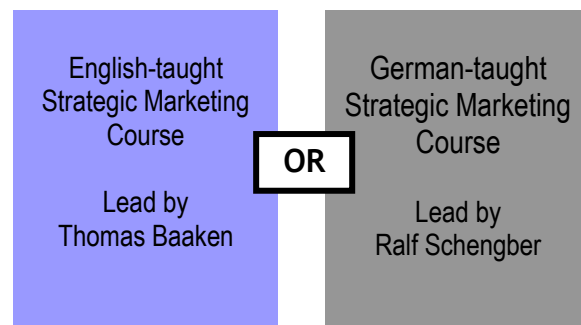 English-taught
Strategic Marketing
Course
Lead by
Thomas Baaken
OR
German-taught
Strategic Marketing
Course
Lead by
Ralf Schengber